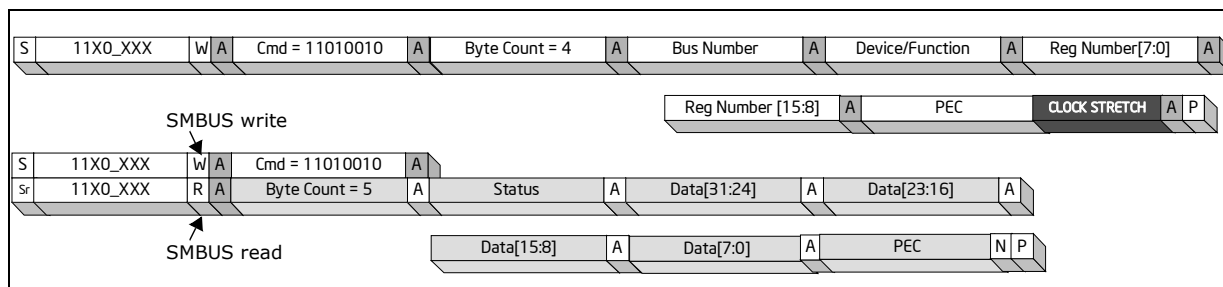 S 11X0_XXX W A Cmd = 11010010 A Byte Count = 4 A Bus Number A Device/Function A Reg Number[7:0] A
Reg Number [15:8] A PEC CLOCK STRETCH A P
SMBUS write
S 11X0_XXX W A Cmd = 11010010 A
Sr 11X0_XXX R A Byte Count = 5 A Status A Data[31:24] A Data[23:16] A
SMBUS read
Data[15:8] A Data[7:0] A PEC N P